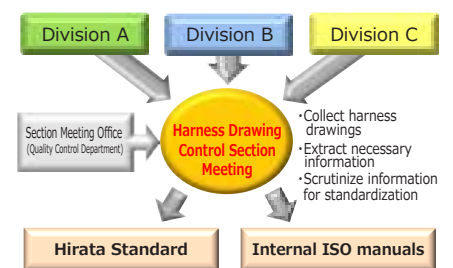 Division A
Division B
Division C
Section Meeting Office
(Quality Control Department)
Harness Drawing
Control Section
Meeting
・Collect harness
drawings
・Extract necessary
information
・Scrutinize information
for standardization
Hirata Standard
Internal ISO manuals